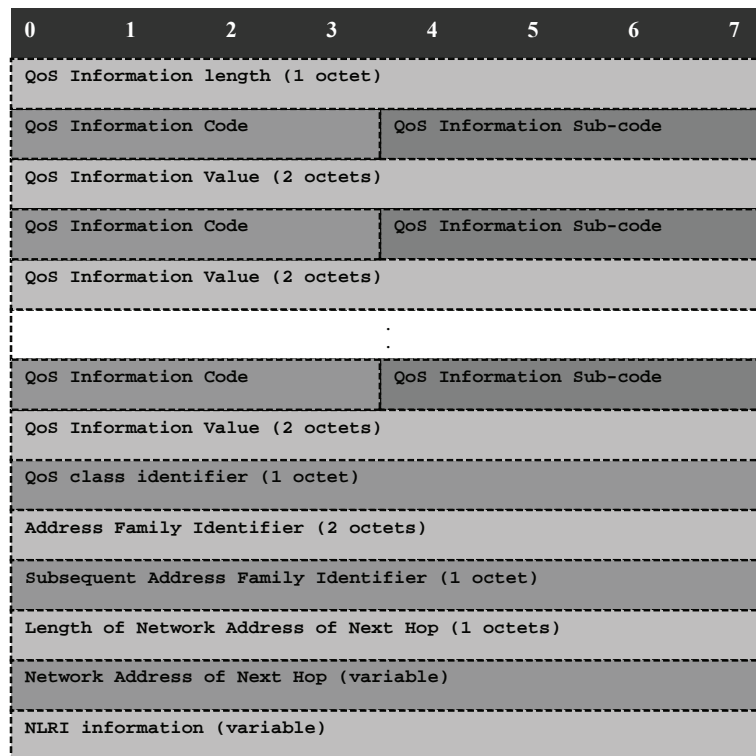 0 1 2 3 4 5 6 7
QoS Information length (1 octet)
QoS Information Code QoS Information Sub-code
QoS Information Value (2 octets)
QoS Information Code QoS Information Sub-code
QoS Information Value (2 octets)
.
.
QoS Information Code QoS Information Sub-code
QoS Information Value (2 octets)
QoS class identifier (1 octet)
Address Family Identifier (2 octets)
Subsequent Address Family Identifier (1 octet)
Length of Network Address of Next Hop (1 octets)
Network Address of Next Hop (variable)
NLRI information (variable)